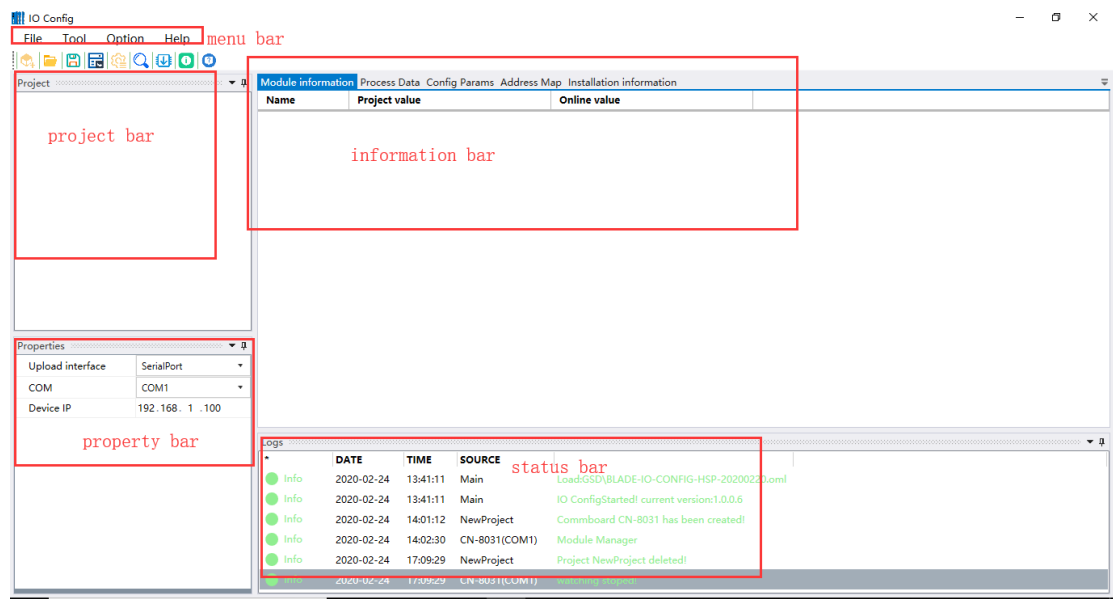 IO Config
File Tool Option Help menu bar
Project
project bar
Module information Process Data Config Params Address Map Installation information
Name Project value Online value
information bar
Properties
Upload interface SerialPort
COM COM1
Device IP 192.168. 1 .100
property bar
Logs
DATE TIME SOURCE
status bar
Info 2020-02-24 13:41:11 Main Load:GSD\BLADE-IO-CONFIG-HSP-20200220.oml
Info 2020-02-24 13:41:11 Main IO ConfigStarted! current version:1.0.0.6
Info 2020-02-24 14:01:12 NewProject Commboard CN-8031 has been created!
Info 2020-02-24 14:02:30 CN-8031(COM1) Module Manager
Info 2020-02-24 17:09:29 NewProject Project NewProject deleted!
Info 2020-02-24 17:09:29 CN-8031(COM1) watching stoped!